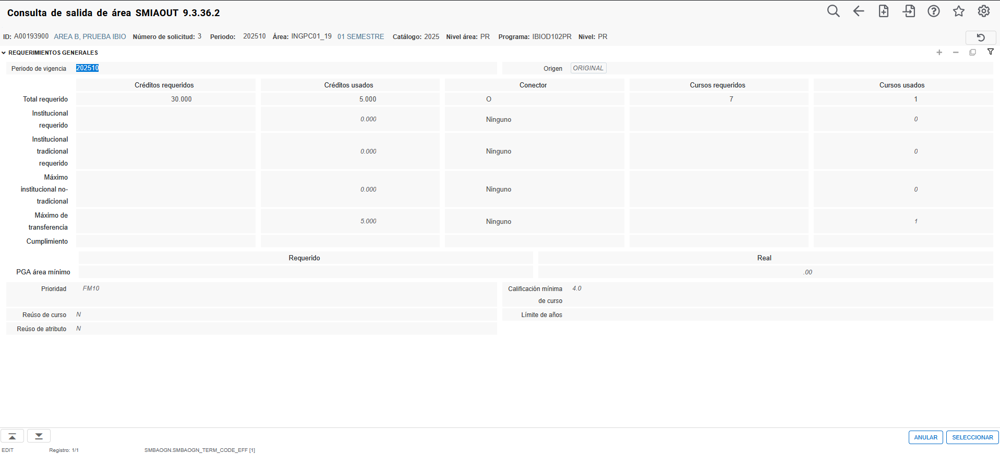 Consulta de salida de área SMIAOUT 9.3.36.2
ID: A00193900 AREA B, PRUEBA IBIO Número de solicitud: 3 Periodo: 202510 Área: INGPC01_19 01 SEMESTRE Catálogo: 2025 Nivel área: PR Programa: IBIOD102PR Nivel: PR
REQUERIMIENTOS GENERALES
Periodo de vigencia 202510 Origen ORIGINAL
Créditos requeridos Créditos usados Conector Cursos requeridos Cursos usados
Total requerido 30.000 5.000 O 7 1
Institucional
requerido 0.000 Ninguno 0
Institucional
tradicional 0.000 Ninguno 0
requerido
Máximo
institucional no- 0.000 Ninguno 0
tradicional
Máximo de
transferencia 5.000 Ninguno 1
Cumplimiento
Requerido Real
PGA área mínimo .00
Prioridad FM10 Calificación mínima 4.0
de curso
Reúso de curso N Límite de años
Reúso de atributo N
ANULAR SELECCIONAR
EDIT Registro: 1/1 SMBAOGN.SMBAOGN_TERM_CODE_EFF [1]